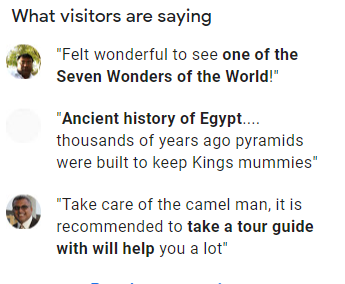 What visitors are saying
"Felt wonderful to see one of the
Seven Wonders of the World!"
"Ancient history of Egypt....
thousands of years ago pyramids
were built to keep Kings mummies"
"Take care of the camel man, it is
recommended to take a tour guide
with will help you a lot"